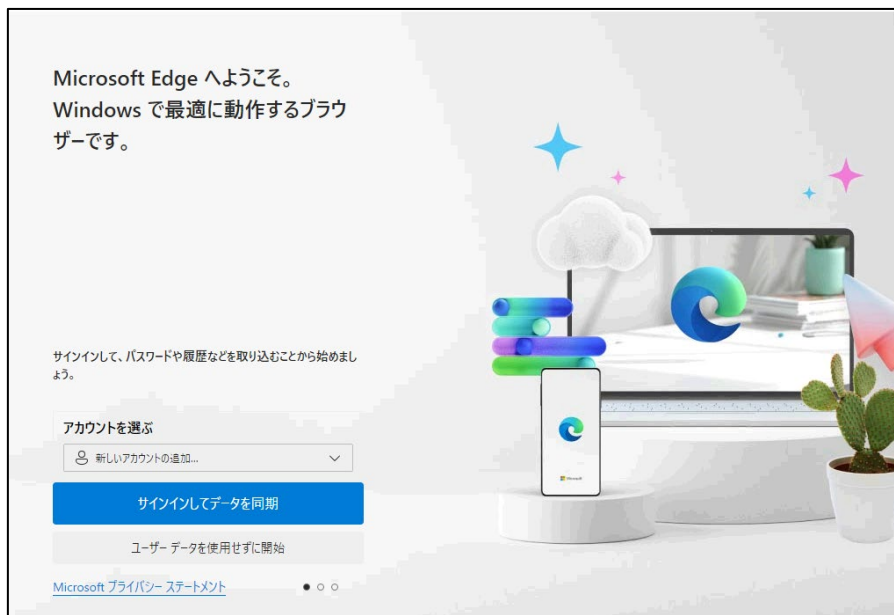 Microsoft Edge へようこそ。
Windows で最適に動作するブラウ
ザーです。
サインインして、パスワードや履歴などを取り込むことから始めまし
ょう。
アカウントを選ぶ
新しいアカウントの追加...
サインインしてデータを同期
ユーザー データを使用せずに開始
Microsoft プライバシー ステートメント
Microsoft